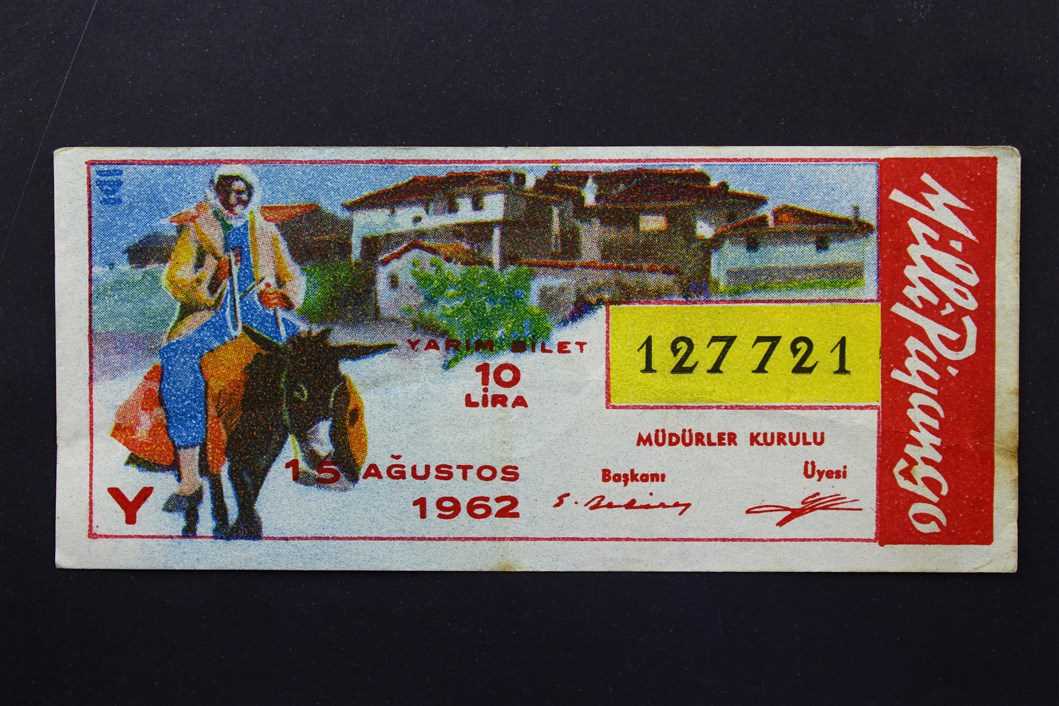 YARIM BİLET
10
LİRA
15 AĞUSTOS
1962
Y
127721
MÜDÜRLER KURULU
Başkanı Üyesi
Milli Piyango